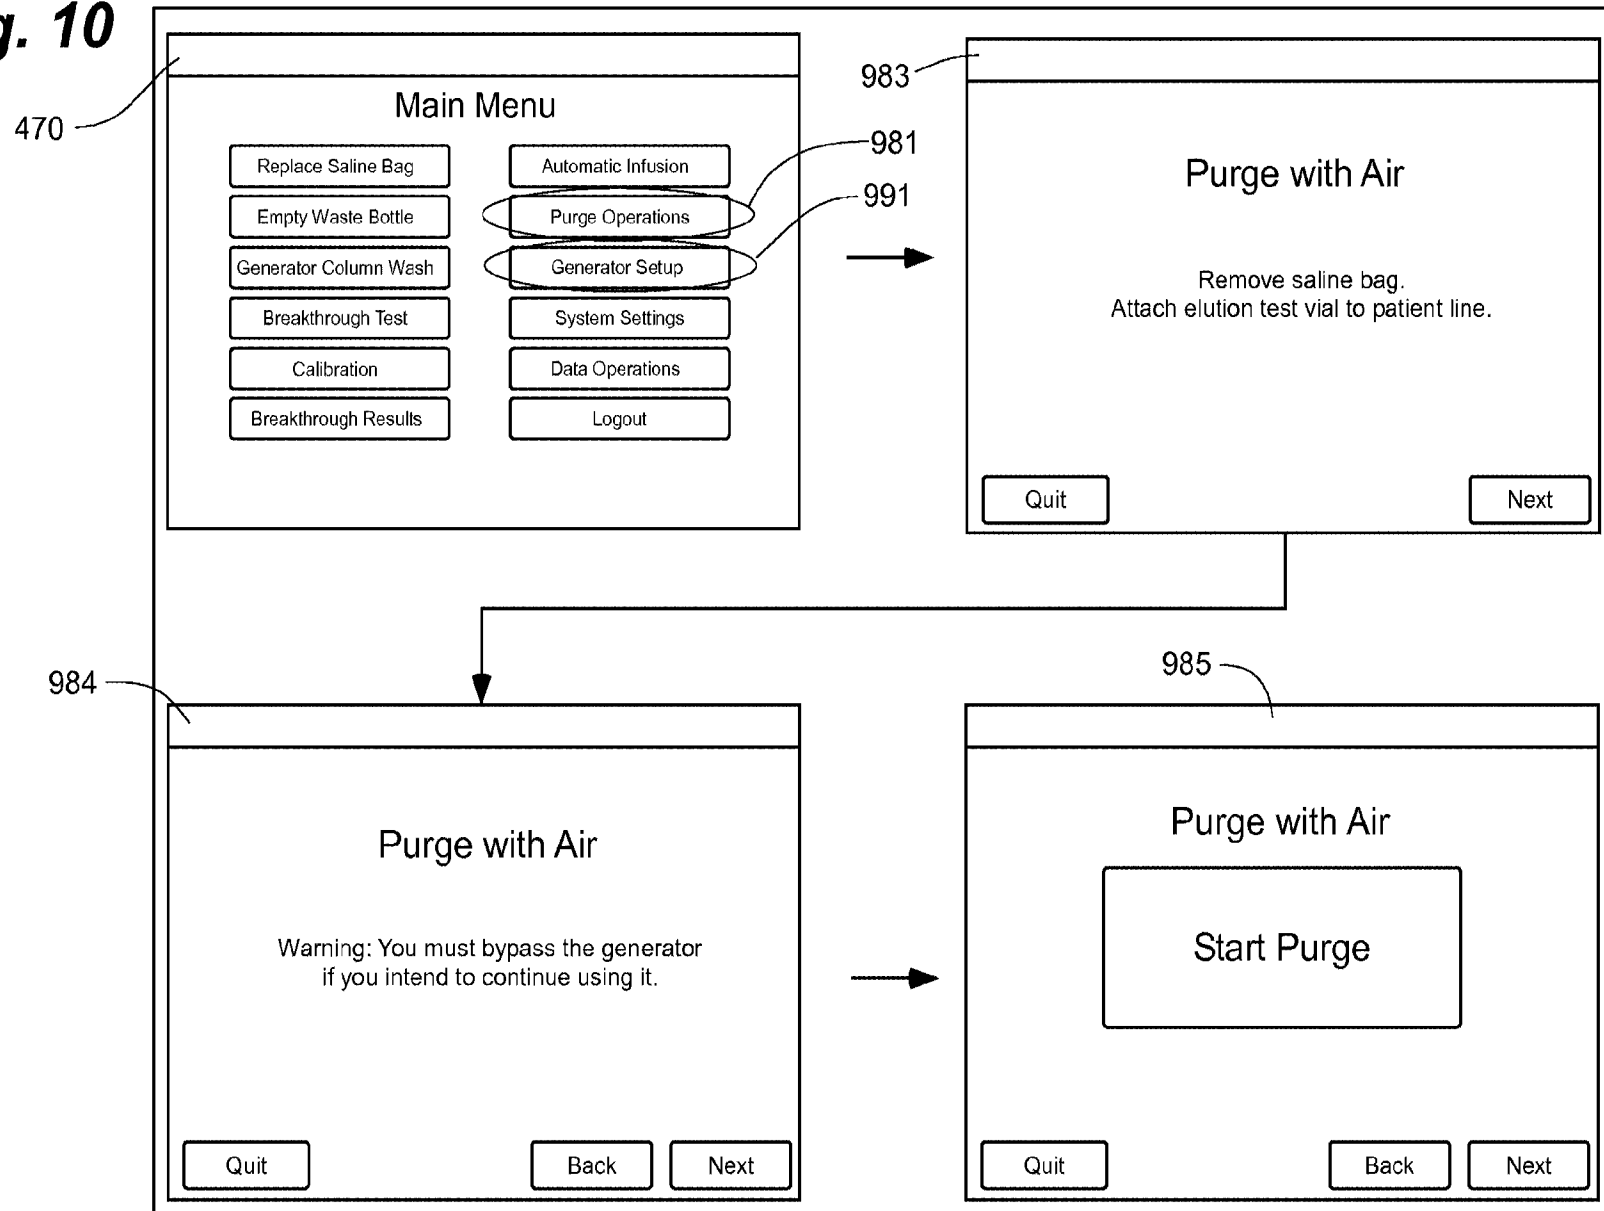 g. 10
470
Main Menu
Replace Saline Bag
Automatic Infusion
Empty Waste Bottle
Purge Operations
Generator Column Wash
Generator Setup
Breakthrough Test
System Settings
Calibration
Data Operations
Breakthrough Results
Logout
981
991
983
Purge with Air
Remove saline bag.
Attach elution test vial to patient line.
Quit
Next
984
Purge with Air
Warning: You must bypass the generator
if you intend to continue using it.
Quit
Back
Next
985
Purge with Air
Start Purge
Quit
Back
Next